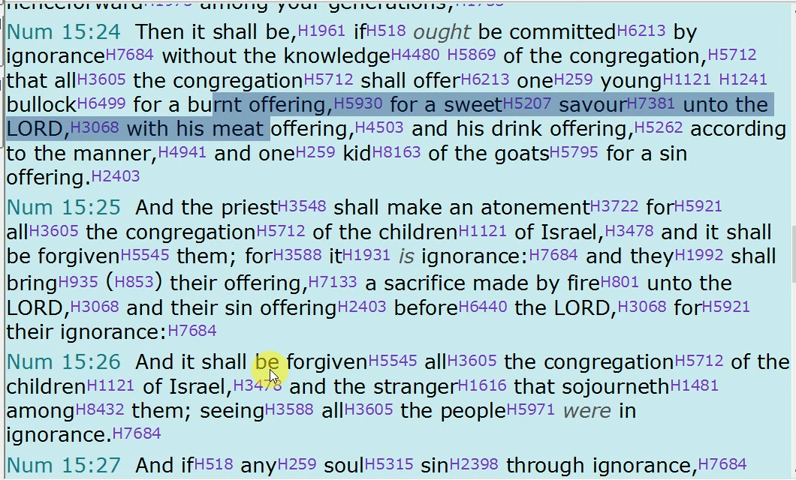 henceforwardH1973 among your generations,H1755
Num 15:24 Then it shall be,H1961 ifH518 ought be committedH6213 by
ignoranceH7684 without the knowledgeH4480 H5869 of the congregation,H5712
that allH3605 the congregationH5712 shall offerH6213 oneH259 youngH1121 H1241
bullockH6499 for a burnt offering,H5930 for a sweetH5207 savourH7381 unto the
LORD,H3068 with his meat offering,H4503 and his drink offering,H5262 according
to the manner,H4941 and oneH259 kidH8163 of the goatsH5795 for a sin
offering.H2403
Num 15:25 And the priestH3548 shall make an atonementH3722 forH5921
allH3605 the congregationH5712 of the childrenH1121 of Israel,H3478 and it shall
be forgivenH5545 them; forH3588 itH1931 is ignorance:H7684 and theyH1992 shall
bringH935 (H853) their offering,H7133 a sacrifice made by fireH801 unto the
LORD,H3068 and their sin offeringH2403 beforeH6440 the LORD,H3068 forH5921
their ignorance:H7684
Num 15:26 And it shall be forgivenH5545 allH3605 the congregationH5712 of the
childrenH1121 of Israel,H3478 and the strangerH1616 that sojournethH1481
amongH8432 them; seeingH3588 allH3605 the peopleH5971 were in
ignorance.H7684
Num 15:27 And ifH518 anyH259 soulH5315 sinH2398 through ignorance,H7684